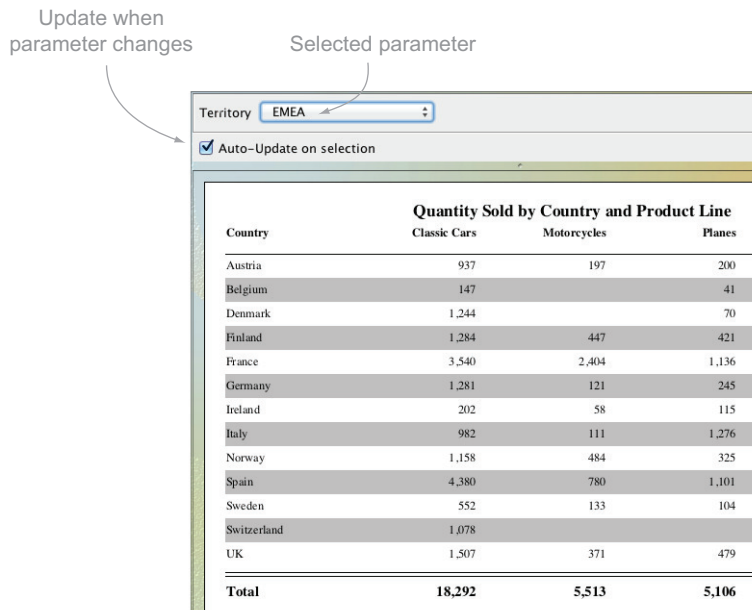 Update when
parameter changes
Selected parameter
Territory EMEA
Auto-Update on selection
Quantity Sold by Country and Product Line
Country Classic Cars Motorcycles Planes
Austria 937 197 200
Belgium 147 41
Denmark 1,244 70
Finland 1,284 447 421
France 3,540 2,404 1,136
Germany 1,281 121 245
Ireland 202 58 115
Italy 982 111 1,276
Norway 1,158 484 325
Spain 4,380 780 1,101
Sweden 552 133 104
Switzerland 1,078
UK 1,507 371 479
Total 18,292 5,513 5,106